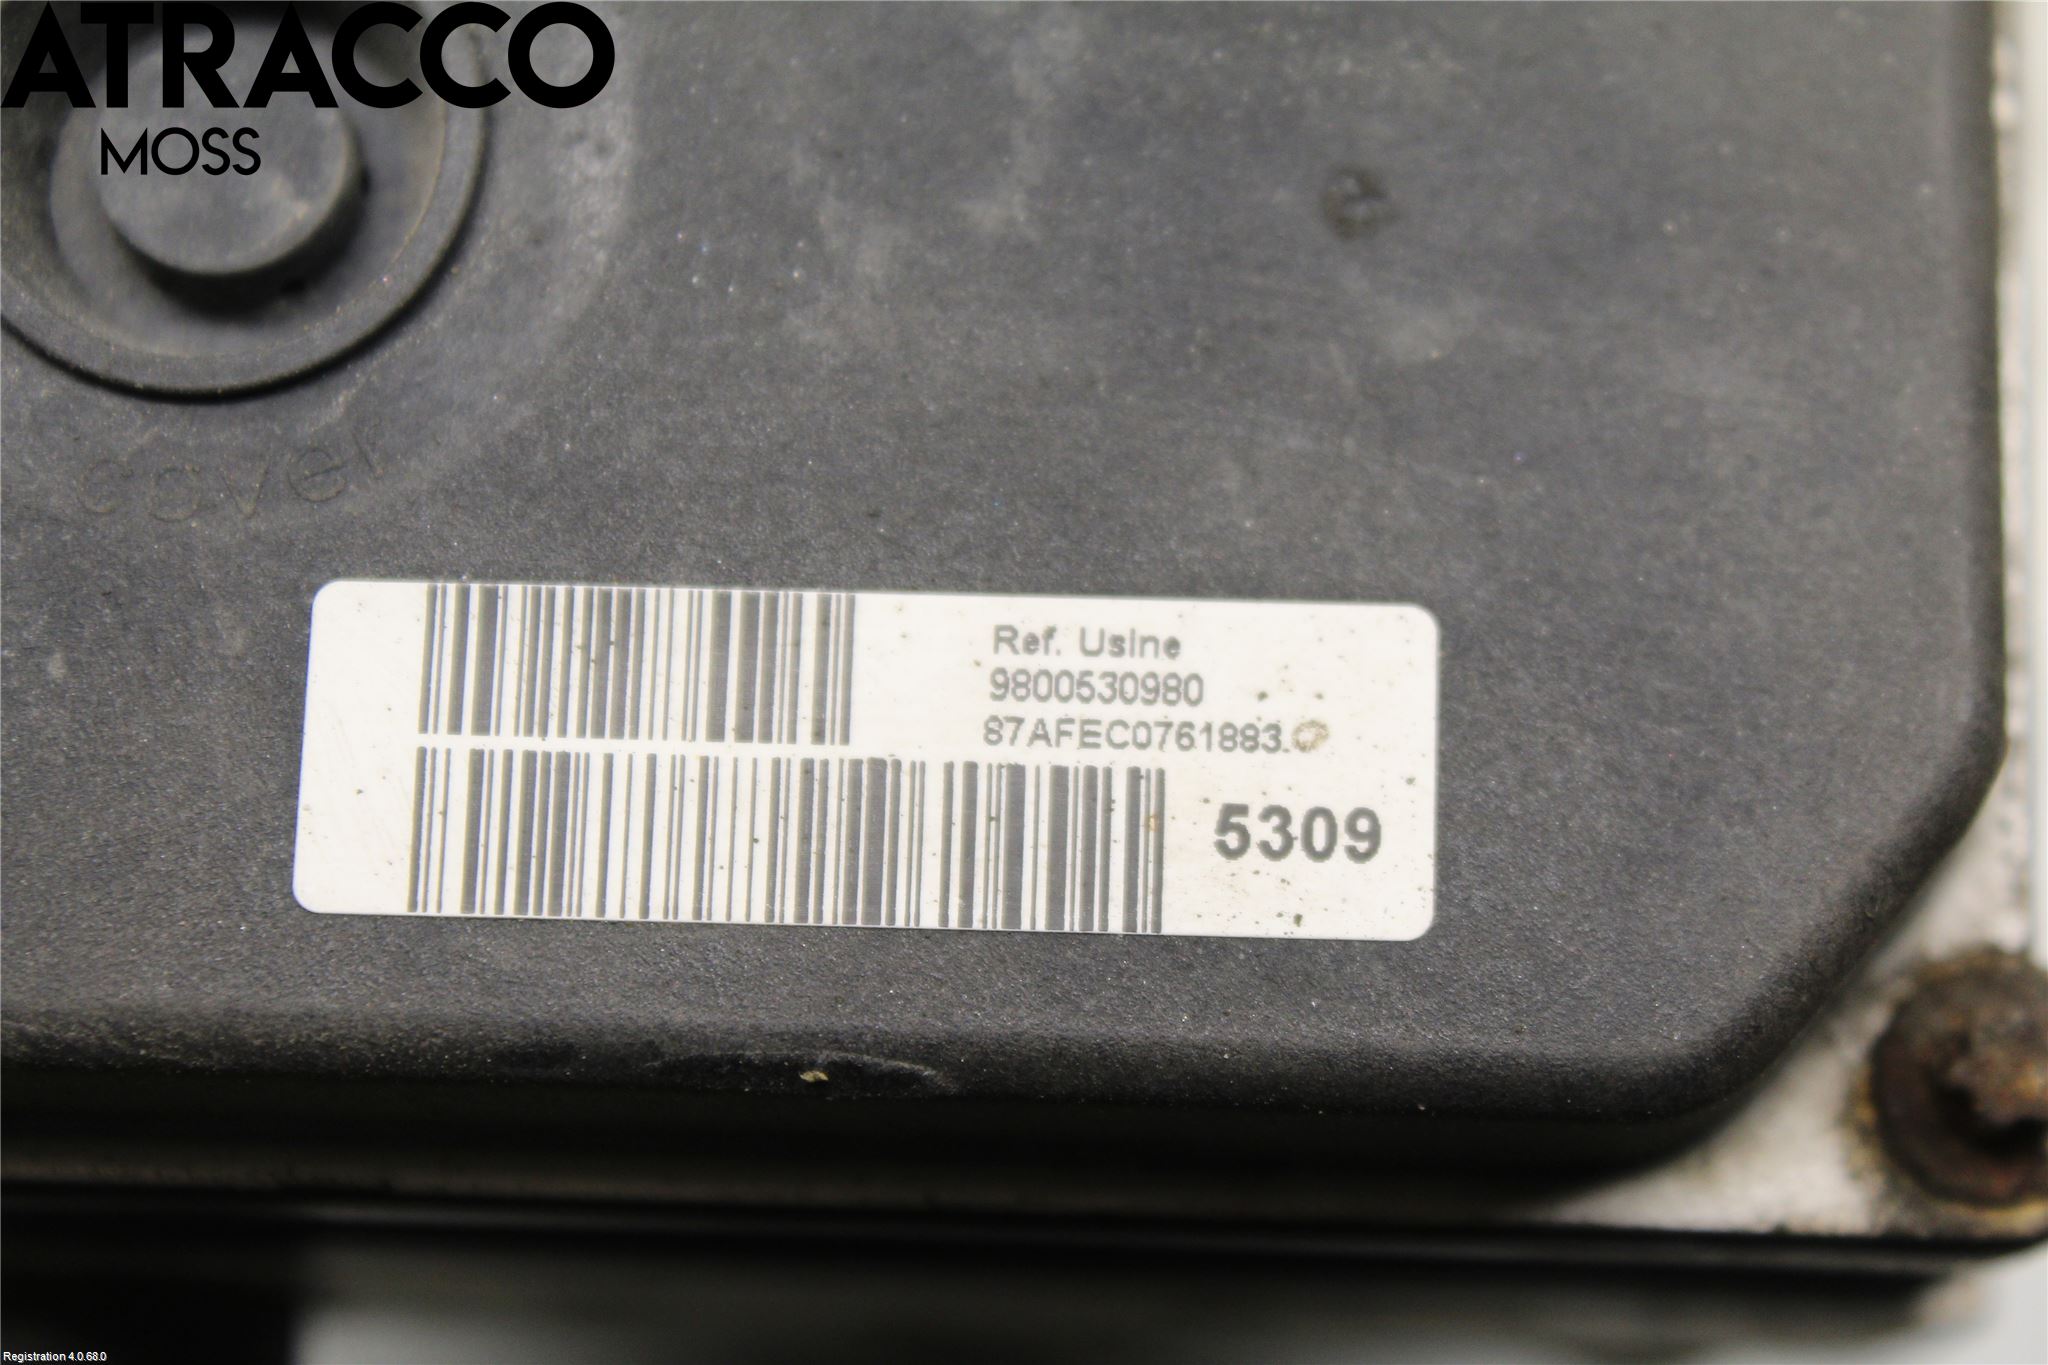 ATRACCO
MOSS
cover
Ref. Usine
9800530980
87AFEC0761883.
5309
Registration 4.0.68.0